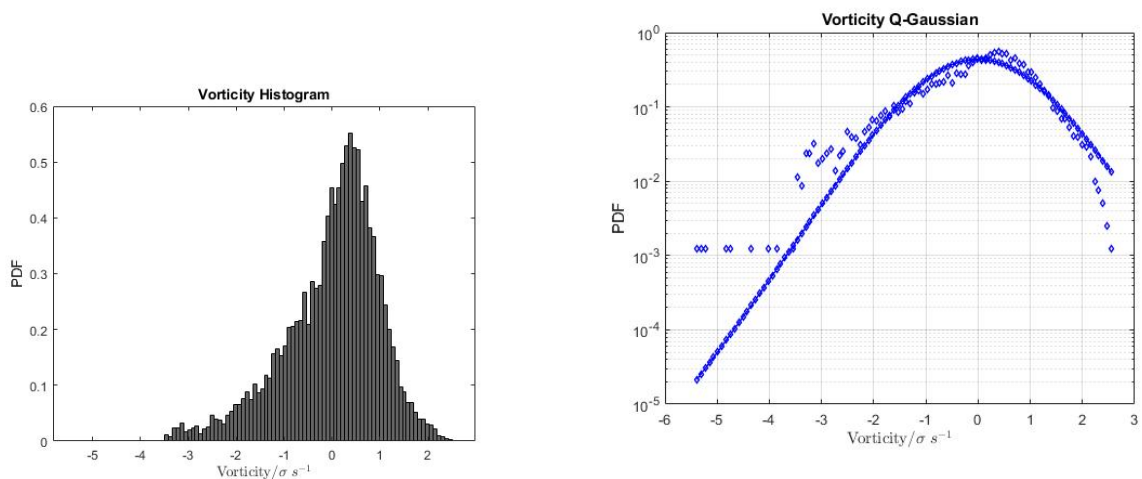 Vorticity Histogram
0.6
0.5
0.4
0.3
0.2
0.1
0
PDF
-5 -4 -3 -2 -1 0 1 2
Vorticity/σ s⁻¹
Vorticity Q-Gaussian
10⁰
10⁻¹
10⁻²
10⁻³
10⁻⁴
10⁻⁵
PDF
-6 -5 -4 -3 -2 -1 0 1 2 3
Vorticity/σ s⁻¹